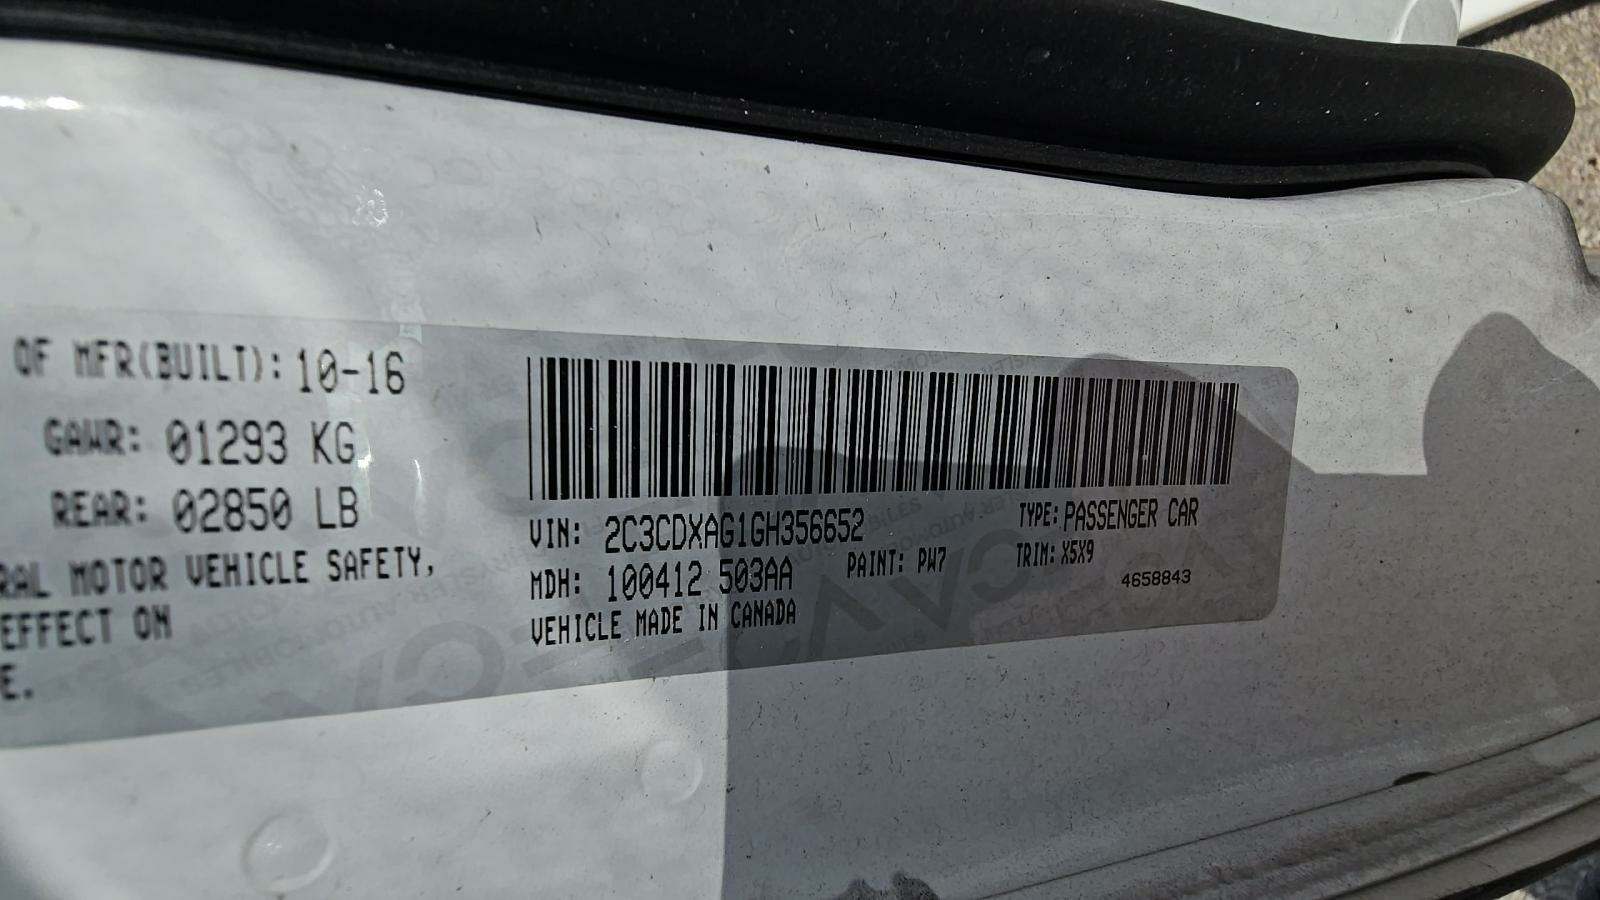 OF MFR(BUILT): 10-16
GAWR: 01293 KG
REAR: 02850 LB
RAL MOTOR VEHICLE SAFETY,
EFFECT ON
E.
VIN: 2C3CDXAG1GH356652 TYPE: PASSENGER CAR
MDH: 100412 503AA PAINT: PW7 TRIM: X5X9
VEHICLE MADE IN CANADA 4658843